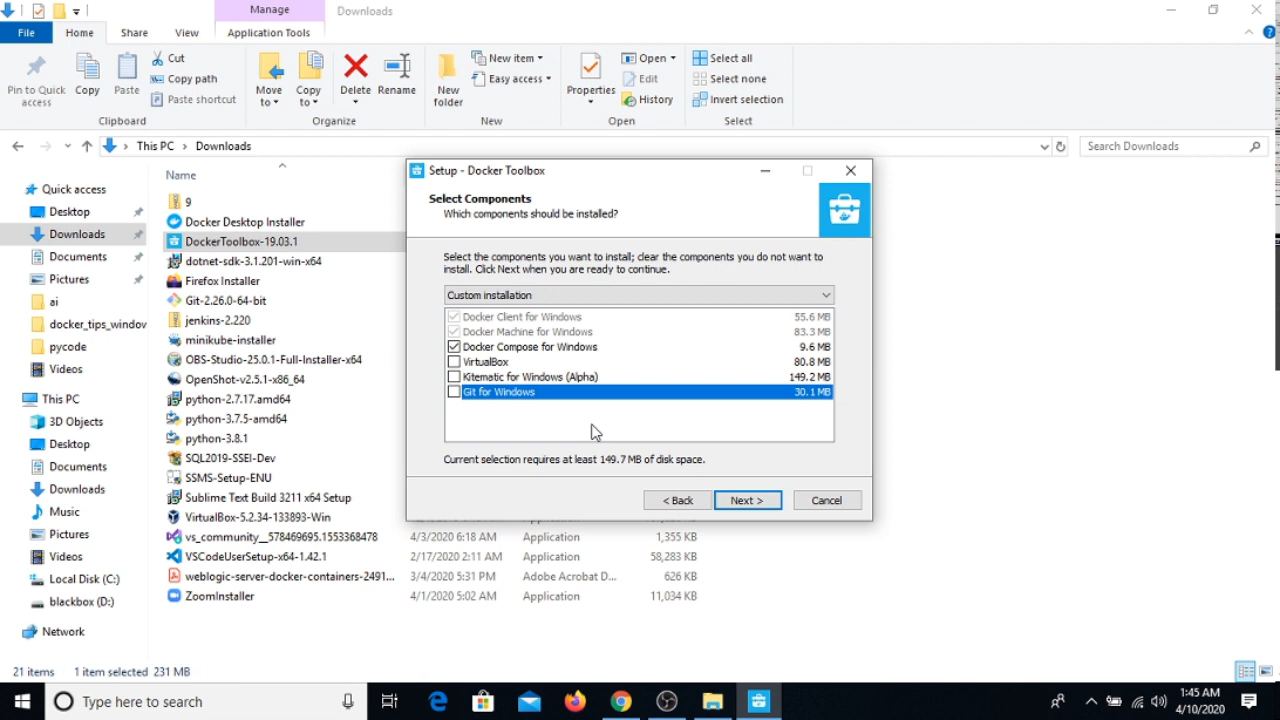 Manage
Downloads
File
Home
Share
View
Application Tools
Pin to Quick access
Copy
Paste
Cut
Copy path
Paste shortcut
Clipboard
Move to
Copy to
Delete
Rename
Organize
New folder
New item
Easy access
New
Properties
Open
Edit
History
Open
Select all
Select none
Invert selection
Select
This PC
Downloads
Search Downloads
Quick access
Desktop
Downloads
Documents
Pictures
ai
docker_tips_window
pycode
Videos
This PC
3D Objects
Desktop
Documents
Downloads
Music
Pictures
Videos
Local Disk (C:)
blackbox (D:)
Network
Name
9
Docker Desktop Installer
DockerToolbox-19.03.1
dotnet-sdk-3.1.201-win-x64
Firefox Installer
Git-2.26.0-64-bit
jenkins-2.220
minikube-installer
OBS-Studio-25.0.1-Full-Installer-x64
OpenShot-v2.5.1-x86_64
python-2.7.17.amd64
python-3.7.5-amd64
python-3.8.1
SQL2019-SSEI-Dev
SSMS-Setup-ENU
Sublime Text Build 3211 x64 Setup
VirtualBox-5.2.34-133893-Win
vs_community__578469695.1553368478 4/3/2020 6:18 AM Application 1,355 KB
VSCodeUserSetup-x64-1.42.1 2/17/2020 2:11 AM Application 58,283 KB
weblogic-server-docker-containers-2491... 3/4/2020 5:31 PM Adobe Acrobat D... 626 KB
ZoomInstaller 4/1/2020 5:02 AM Application 11,034 KB
Setup - Docker Toolbox
Select Components
Which components should be installed?
Select the components you want to install; clear the components you do not want to
install. Click Next when you are ready to continue.
Custom installation
Docker Client for Windows 55.6 MB
Docker Machine for Windows 83.3 MB
Docker Compose for Windows 9.6 MB
VirtualBox 80.8 MB
Kitematic for Windows (Alpha) 149.2 MB
Git for Windows 30.1 MB
Current selection requires at least 149.7 MB of disk space.
< Back
Next >
Cancel
21 items
1 item selected 231 MB
Type here to search
1:45 AM
4/10/2020